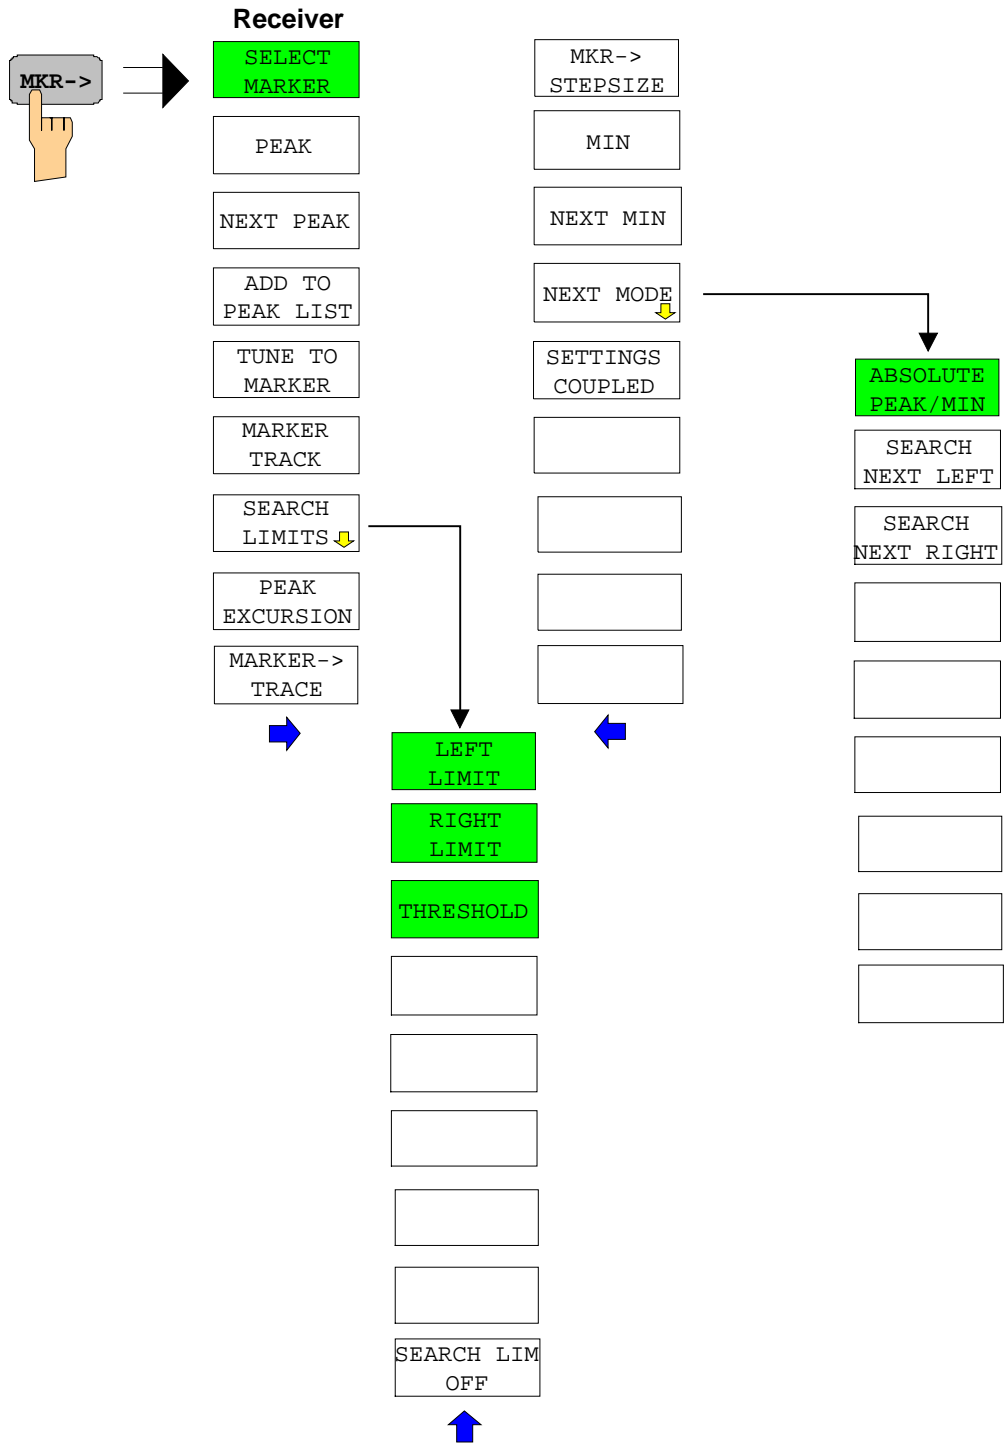 Receiver
MKR->
SELECT
MARKER
PEAK
NEXT PEAK
ADD TO
PEAK LIST
TUNE TO
MARKER
MARKER
TRACK
SEARCH
LIMITS
PEAK
EXCURSION
MARKER->
TRACE
MKR->
STEPSIZE
MIN
NEXT MIN
NEXT MODE
SETTINGS
COUPLED
ABSOLUTE
PEAK/MIN
SEARCH
NEXT LEFT
SEARCH
NEXT RIGHT
LEFT
LIMIT
RIGHT
LIMIT
THRESHOLD
SEARCH LIM
OFF